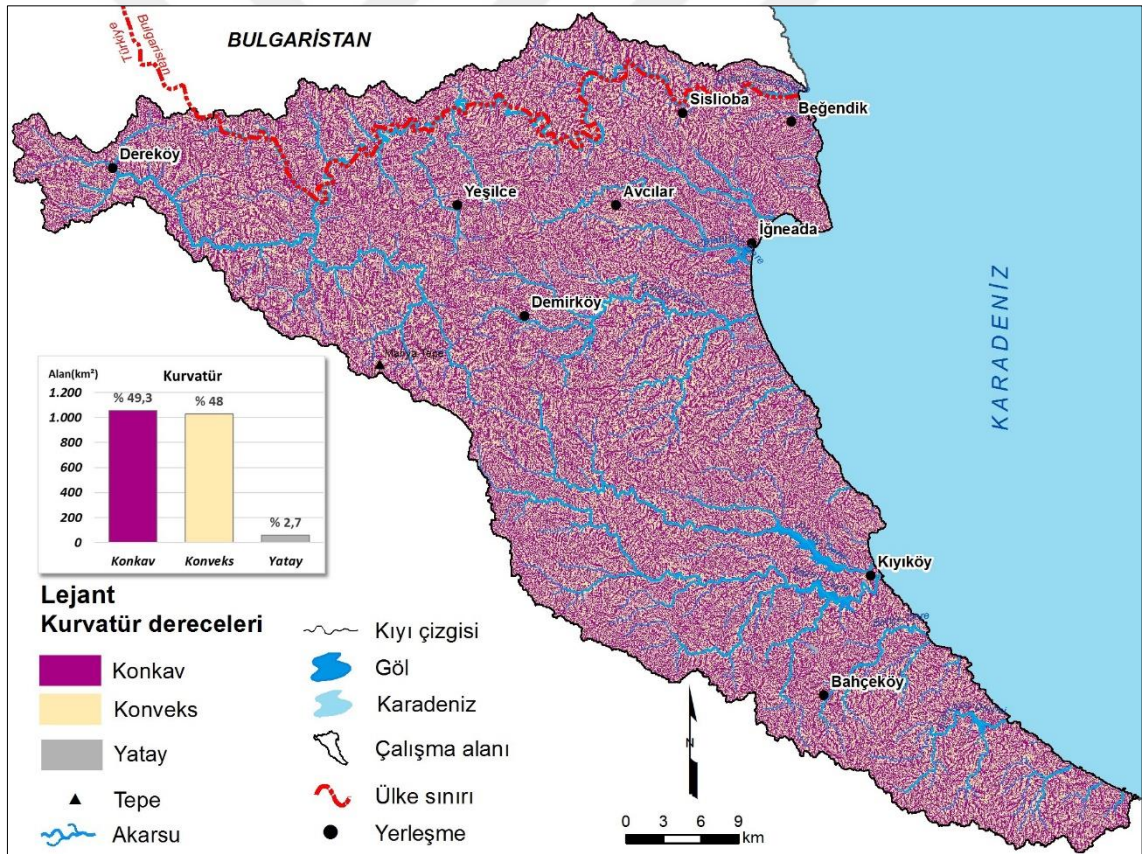 BULGARİSTAN
Bulgaristan
Türkiye
Sislioba
Beğendik
Dereköy
Yeşilce
Avcılar
İğneada
Demirköy
Mahya Tepe
KARADENİZ
Kıyıköy
Bahçeköy
Alan(km²)
Kurvatür
1.200
1.000
800
600
400
200
0
% 49,3
% 48
% 2,7
Konkav
Konveks
Yatay
Lejant
Kurvatür dereceleri
Konkav
Konveks
Yatay
Tepe
Akarsu
Kıyı çizgisi
Göl
Karadeniz
Çalışma alanı
Ülke sınırı
Yerleşme
N
0 3 6 9
km